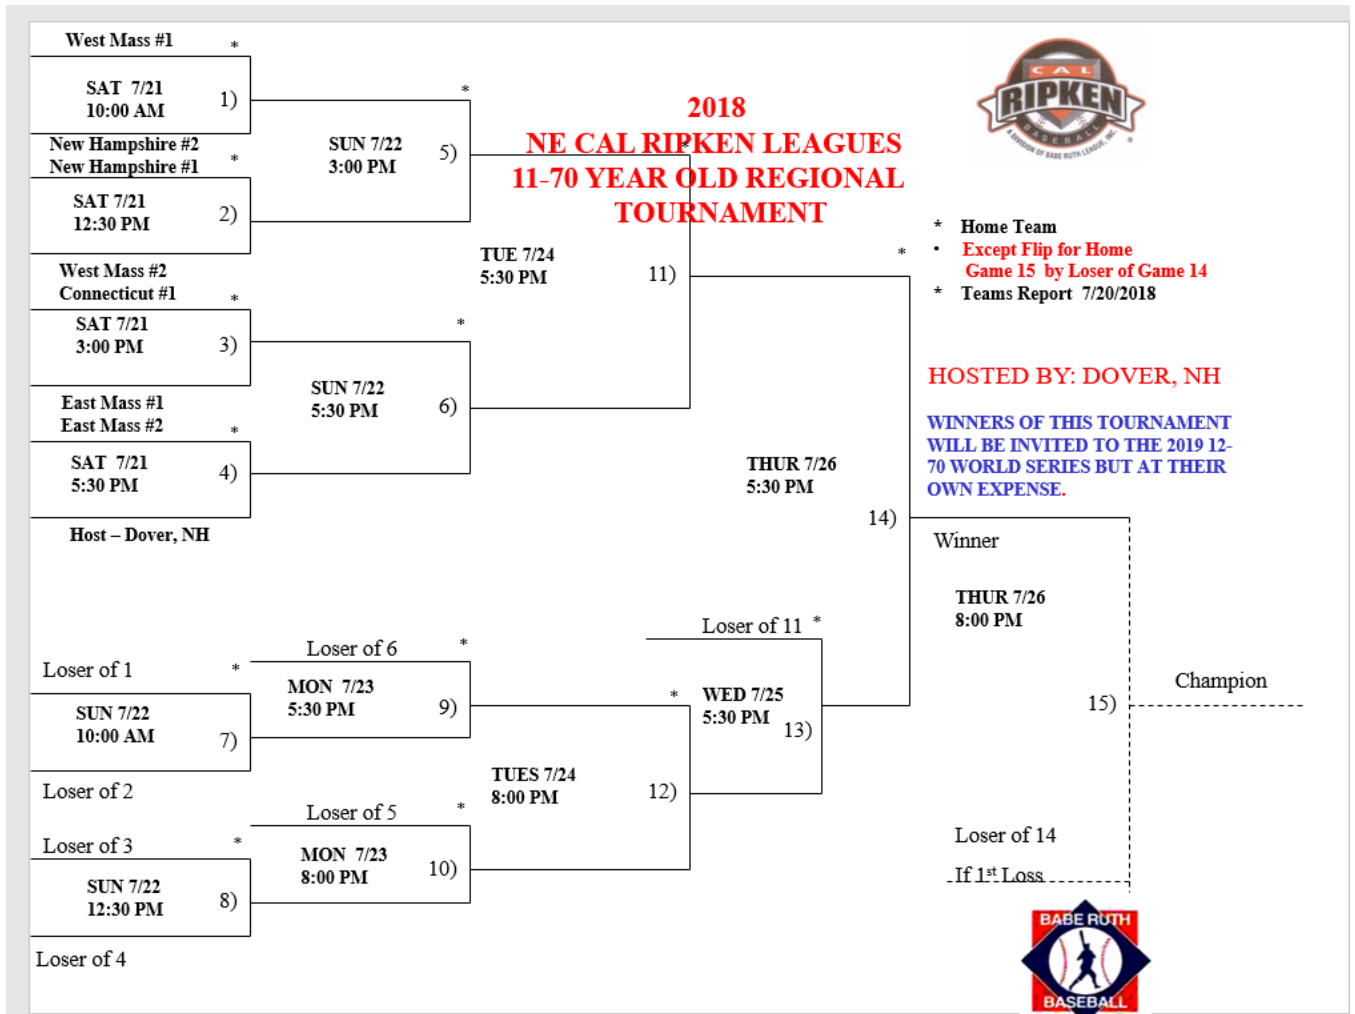 West Mass #1 *
SAT 7/21
10:00 AM
1)
New Hampshire #2
New Hampshire #1 *
SAT 7/21
12:30 PM
2)
West Mass #2
Connecticut #1 *
SAT 7/21
3:00 PM
3)
East Mass #1
East Mass #2 *
SAT 7/21
5:30 PM
4)
Host – Dover, NH
*
SUN 7/22
3:00 PM
5)
*
SUN 7/22
5:30 PM
6)
2018
NE CAL RIPKEN LEAGUES
11-70 YEAR OLD REGIONAL
TOURNAMENT
*
TUE 7/24
5:30 PM
11)
CAL
RIPKEN
BASEBALL
A DIVISION OF BABE RUTH LEAGUE, INC.
* Home Team
• Except Flip for Home
Game 15 by Loser of Game 14
* Teams Report 7/20/2018
HOSTED BY: DOVER, NH
WINNERS OF THIS TOURNAMENT
WILL BE INVITED TO THE 2019 12-
70 WORLD SERIES BUT AT THEIR
OWN EXPENSE.
*
THUR 7/26
5:30 PM
14)
Winner
THUR 7/26
8:00 PM
15)
Champion
Loser of 14
If 1st Loss
Loser of 1 *
SUN 7/22
10:00 AM
7)
Loser of 2
Loser of 3 *
SUN 7/22
12:30 PM
8)
Loser of 4
Loser of 6 *
MON 7/23
5:30 PM
9)
Loser of 5 *
MON 7/23
8:00 PM
10)
*
TUES 7/24
8:00 PM
12)
Loser of 11 *
WED 7/25
5:30 PM
13)
BABE RUTH
BASEBALL